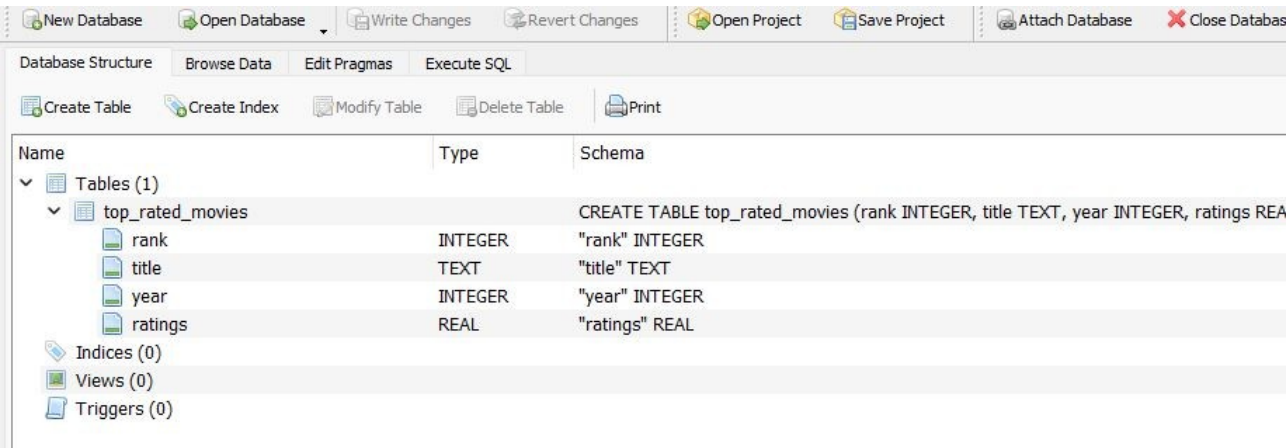 New Database Open Database Write Changes Revert Changes Open Project Save Project Attach Database Close Databas
Database Structure Browse Data Edit Pragmas Execute SQL
Create Table Create Index Modify Table Delete Table Print
Name Type Schema
Tables (1)
top_rated_movies CREATE TABLE top_rated_movies (rank INTEGER, title TEXT, year INTEGER, ratings REA
rank INTEGER "rank" INTEGER
title TEXT "title" TEXT
year INTEGER "year" INTEGER
ratings REAL "ratings" REAL
Indices (0)
Views (0)
Triggers (0)